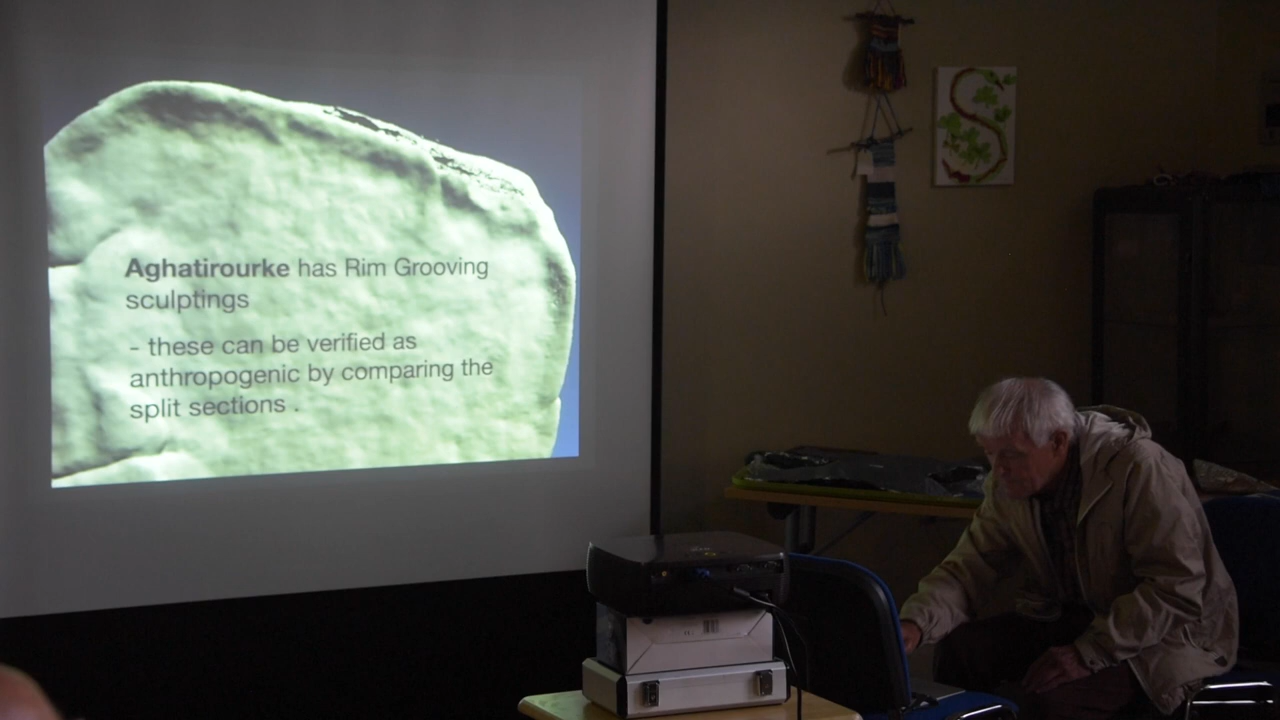 Aghatirourke has Rim Grooving
sculptings
- these can be verified as
anthropogenic by comparing the
split sections .